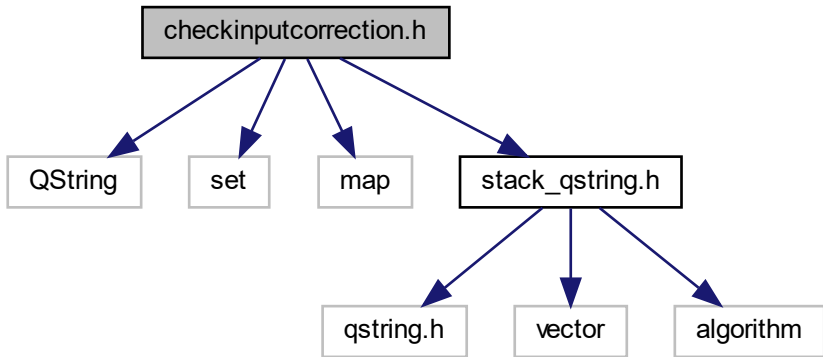 checkinputcorrection.h
QString
set
map
stack_qstring.h
qstring.h
vector
algorithm